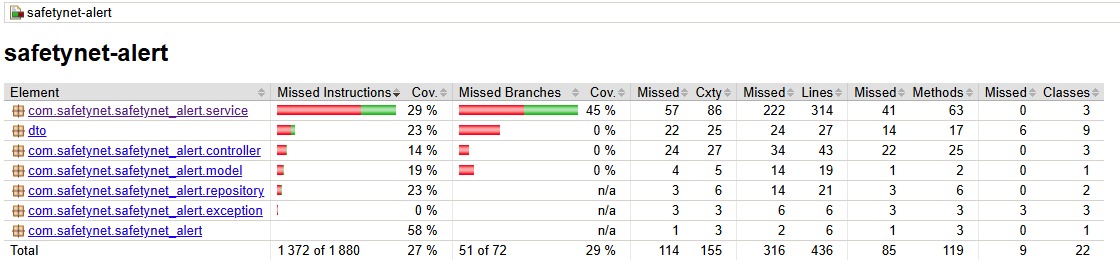 safetynet-alert
safetynet-alert
Element Missed Instructions Cov. Missed Branches Cov. Missed Cxty Missed Lines Missed Methods Missed Classes
com.safetynet.safetynet_alert.service 29 % 45 % 57 86 222 314 41 63 0 3
dto 23 % 0 % 22 25 24 27 14 17 6 9
com.safetynet.safetynet_alert.controller 14 % 0 % 24 27 34 43 22 25 0 3
com.safetynet.safetynet_alert.model 19 % 0 % 4 5 14 19 1 2 0 1
com.safetynet.safetynet_alert.repository 23 % n/a 3 6 14 21 3 6 0 2
com.safetynet.safetynet_alert.exception 0 % n/a 3 3 6 6 3 3 3 3
com.safetynet.safetynet_alert 58 % n/a 1 3 2 6 1 3 0 1
Total 1 372 of 1 880 27 % 51 of 72 29 % 114 155 316 436 85 119 9 22